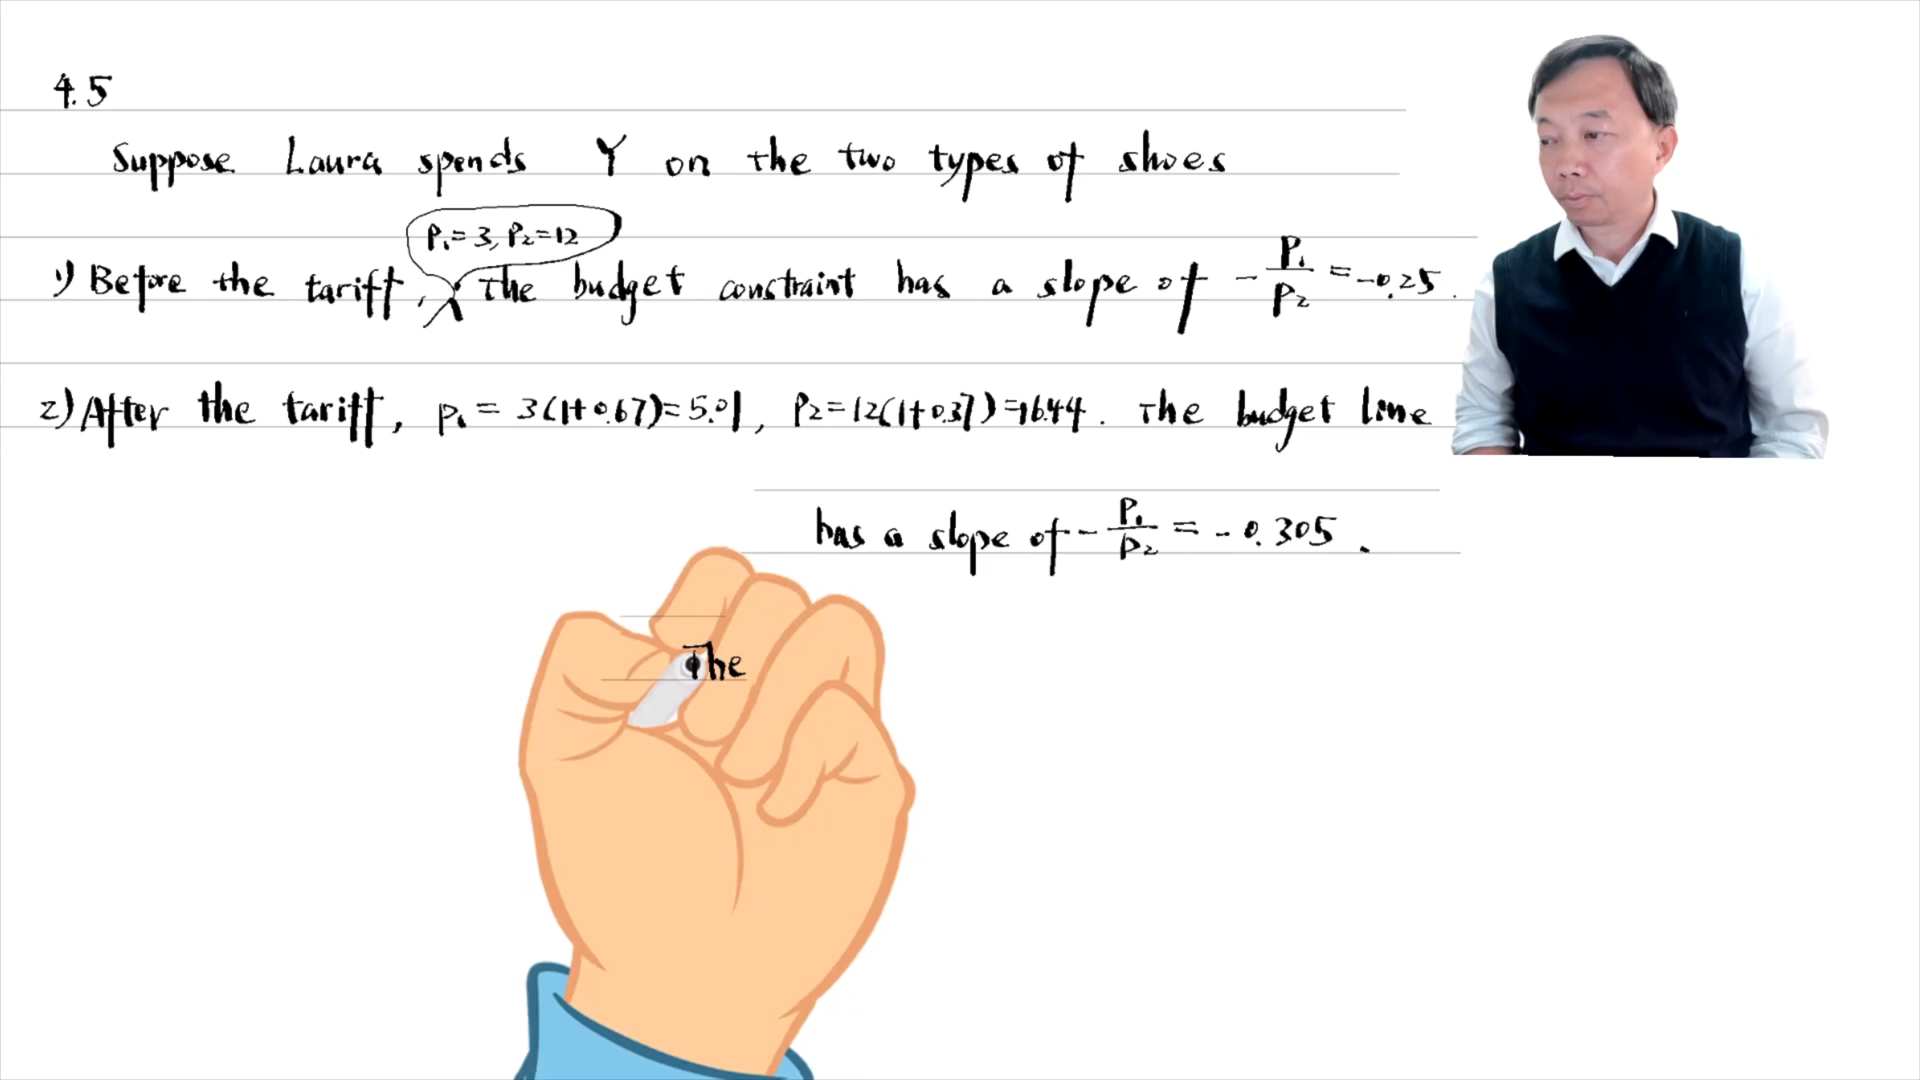 4.5
Suppose Laura spends Y on the two types of shoes
P₁=3, P₂=12
1) Before the tariff, the budget constraint has a slope of -P₁/P₂ = -0.25.
2) After the tariff, P₁ = 3(1+0.67)=5.01, P₂=12(1+0.37)=16.44. The budget line
has a slope of -P₁/P₂ = -0.305.
The